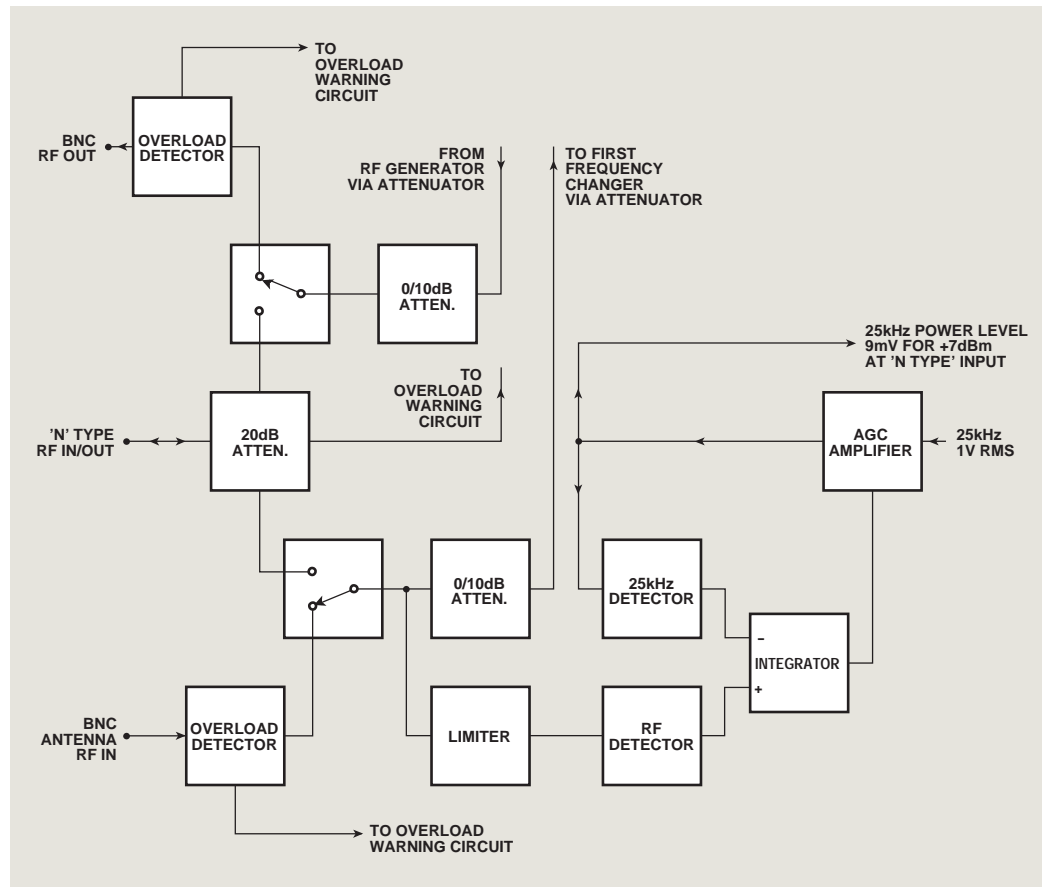 TO
OVERLOAD
WARNING
CIRCUIT
BNC
RF OUT
OVERLOAD
DETECTOR
FROM
RF GENERATOR
VIA ATTENUATOR
TO FIRST
FREQUENCY
CHANGER
VIA ATTENUATOR
0/10dB
ATTEN.
25kHz POWER LEVEL
9mV FOR +7dBm
AT 'N TYPE' INPUT
TO
OVERLOAD
WARNING
CIRCUIT
'N' TYPE
RF IN/OUT
20dB
ATTEN.
AGC
AMPLIFIER
25kHz
1V RMS
0/10dB
ATTEN.
25kHz
DETECTOR
–
INTEGRATOR
+
BNC
ANTENNA
RF IN
OVERLOAD
DETECTOR
LIMITER
RF
DETECTOR
TO OVERLOAD
WARNING CIRCUIT